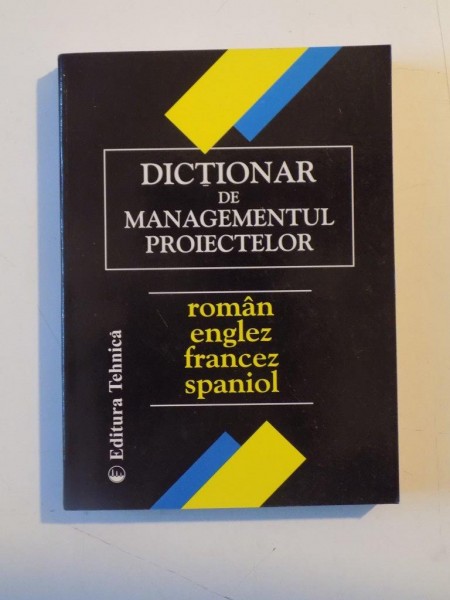 DICȚIONAR
DE
MANAGEMENTUL
PROIECTELOR
român
englez
francez
spaniol
Editura Tehnică